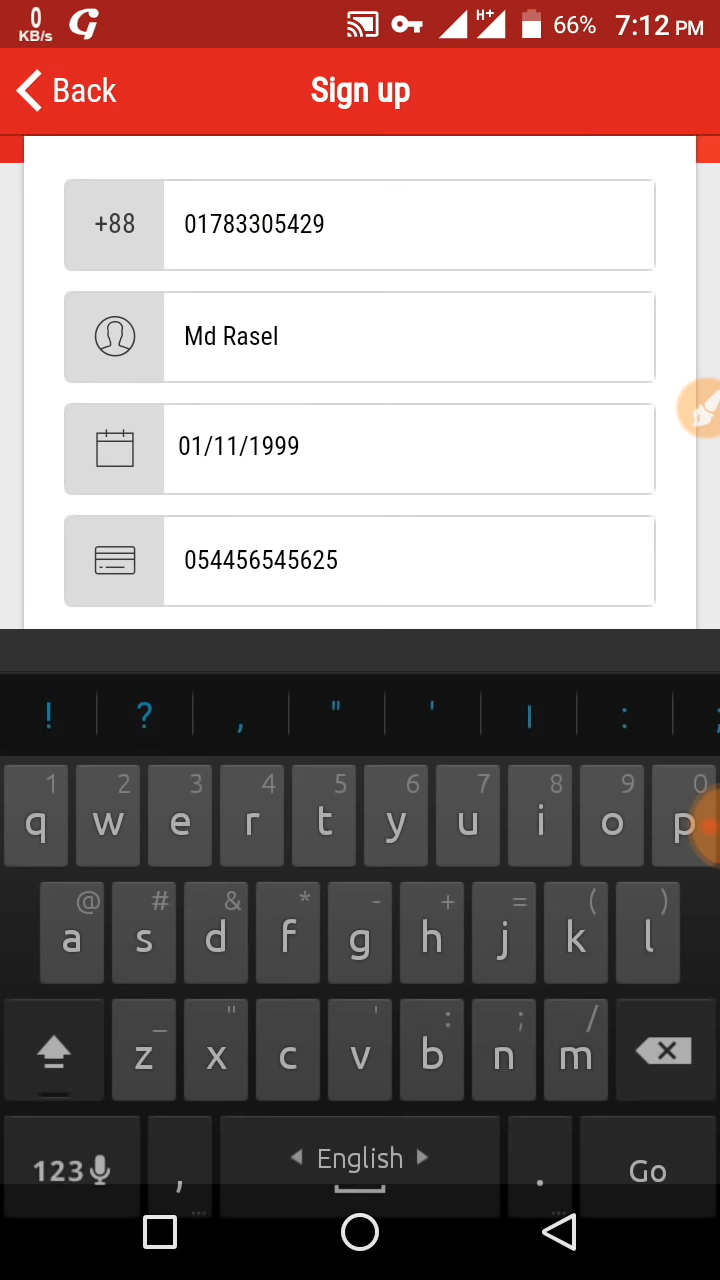 0
KB/s
H+
66%
7:12 PM
Back
Sign up
+88
01783305429
Md Rasel
01/11/1999
054456545625
! ? , " ' | : ;
1 2 3 4 5 6 7 8 9 0
q w e r t y u i o p
@ # & * - + = ( )
a s d f g h j k l
_ " ' : ; /
z x c v b n m
123 , English . Go